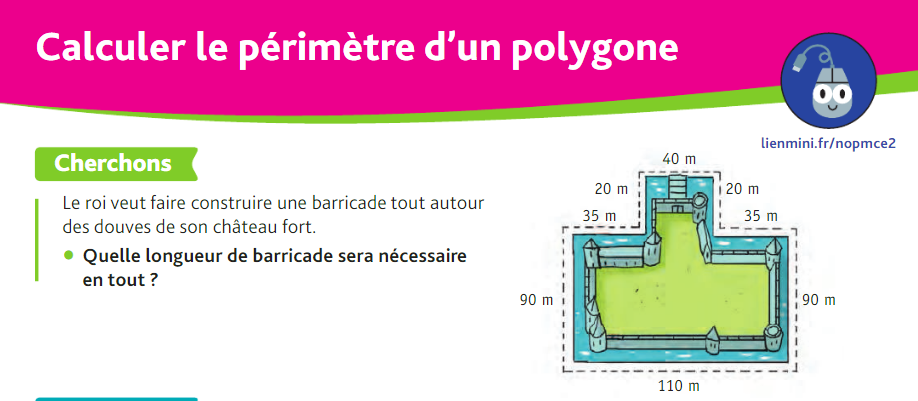 Calculer le périmètre d'un polygone
lienmini.fr/nopmce2
Cherchons
Le roi veut faire construire une barricade tout autour
des douves de son château fort.
• Quelle longueur de barricade sera nécessaire
en tout ?
40 m
20 m
20 m
35 m
35 m
90 m
90 m
110 m